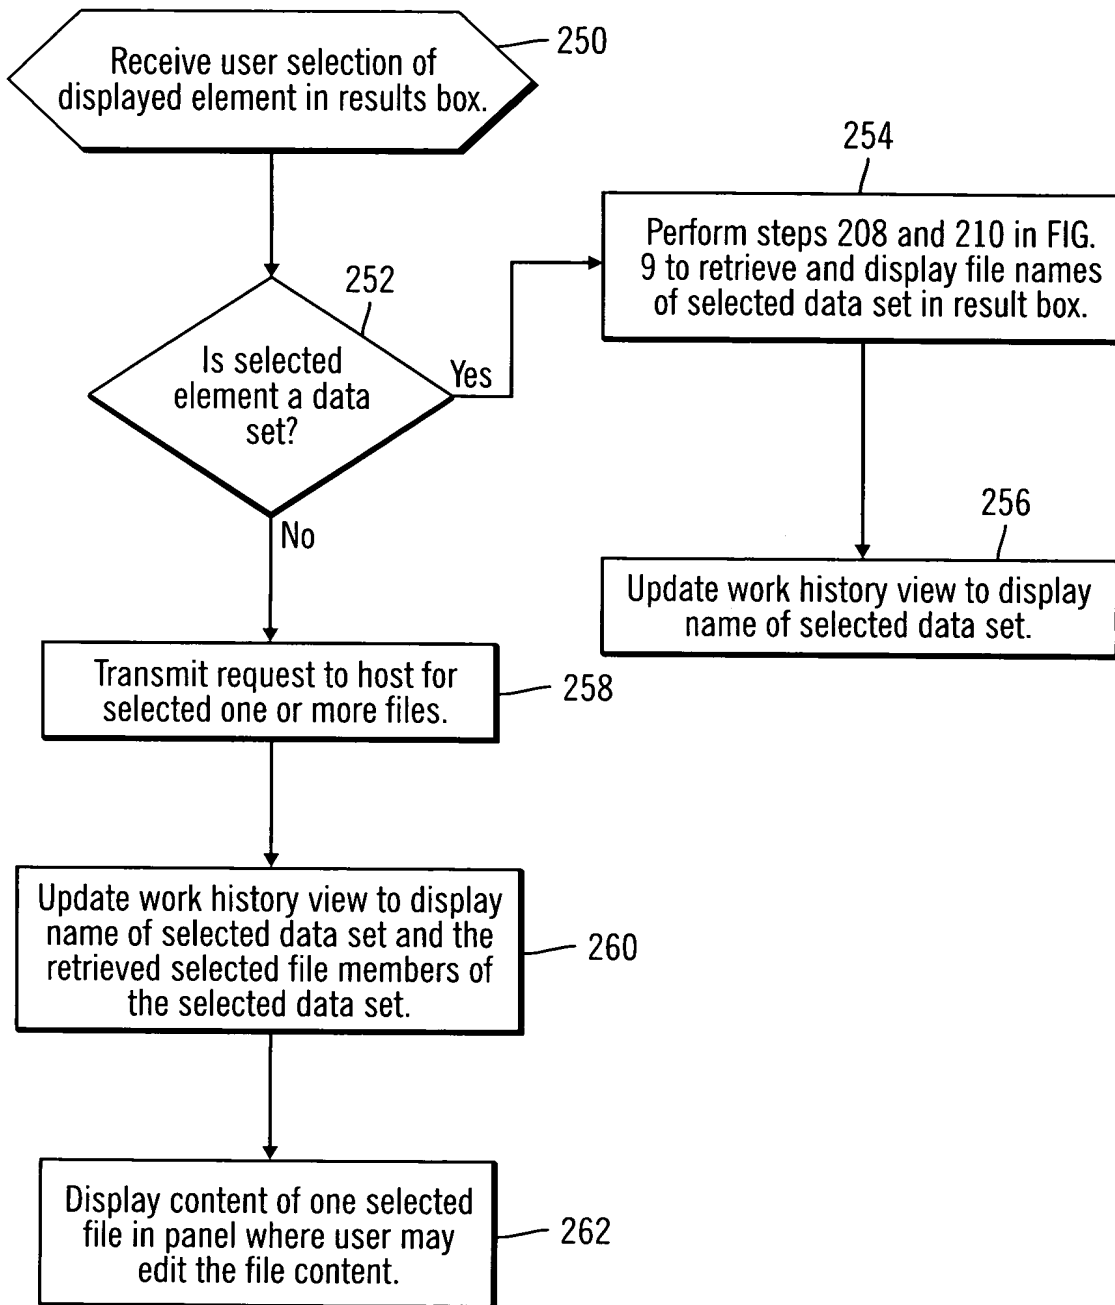 250
Receive user selection of
displayed element in results box.
254
Perform steps 208 and 210 in FIG.
9 to retrieve and display file names
of selected data set in result box.
252
Is selected
element a data
set?
Yes
No
256
Update work history view to display
name of selected data set.
Transmit request to host for
selected one or more files.
258
Update work history view to display
name of selected data set and the
retrieved selected file members of
the selected data set.
260
Display content of one selected
file in panel where user may
edit the file content.
262